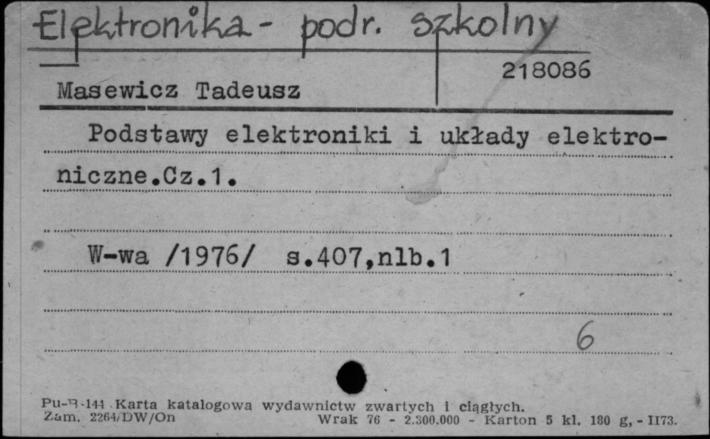 Elektronika - podr. szkolny
218086
Masewicz Tadeusz
Podstawy elektroniki i układy elektro-
niczne.Cz.1.
W-wa /1976/ s.407,nlb.1
6
Pu-B-144 Karta katalogowa wydawnictw zwartych i ciągłych.
Zam. 2264/DW/On Wrak 76 - 2.300.000 - Karton 5 kl. 180 g, - II73.